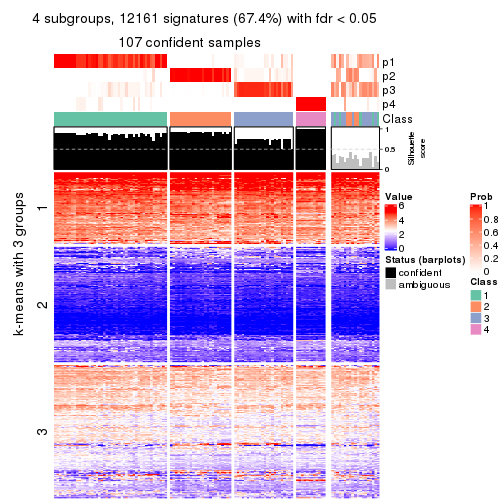 4 subgroups, 12161 signatures (67.4%) with fdr < 0.05
107 confident samples
p1
p2
p3
p4
Class
1
0.5
0
Silhouette
score
k-means with 3 groups
1
2
3
Value
6
4
2
0
Status (barplots)
confident
ambiguous
Prob
1
0.8
0.6
0.4
0.2
0
Class
1
2
3
4